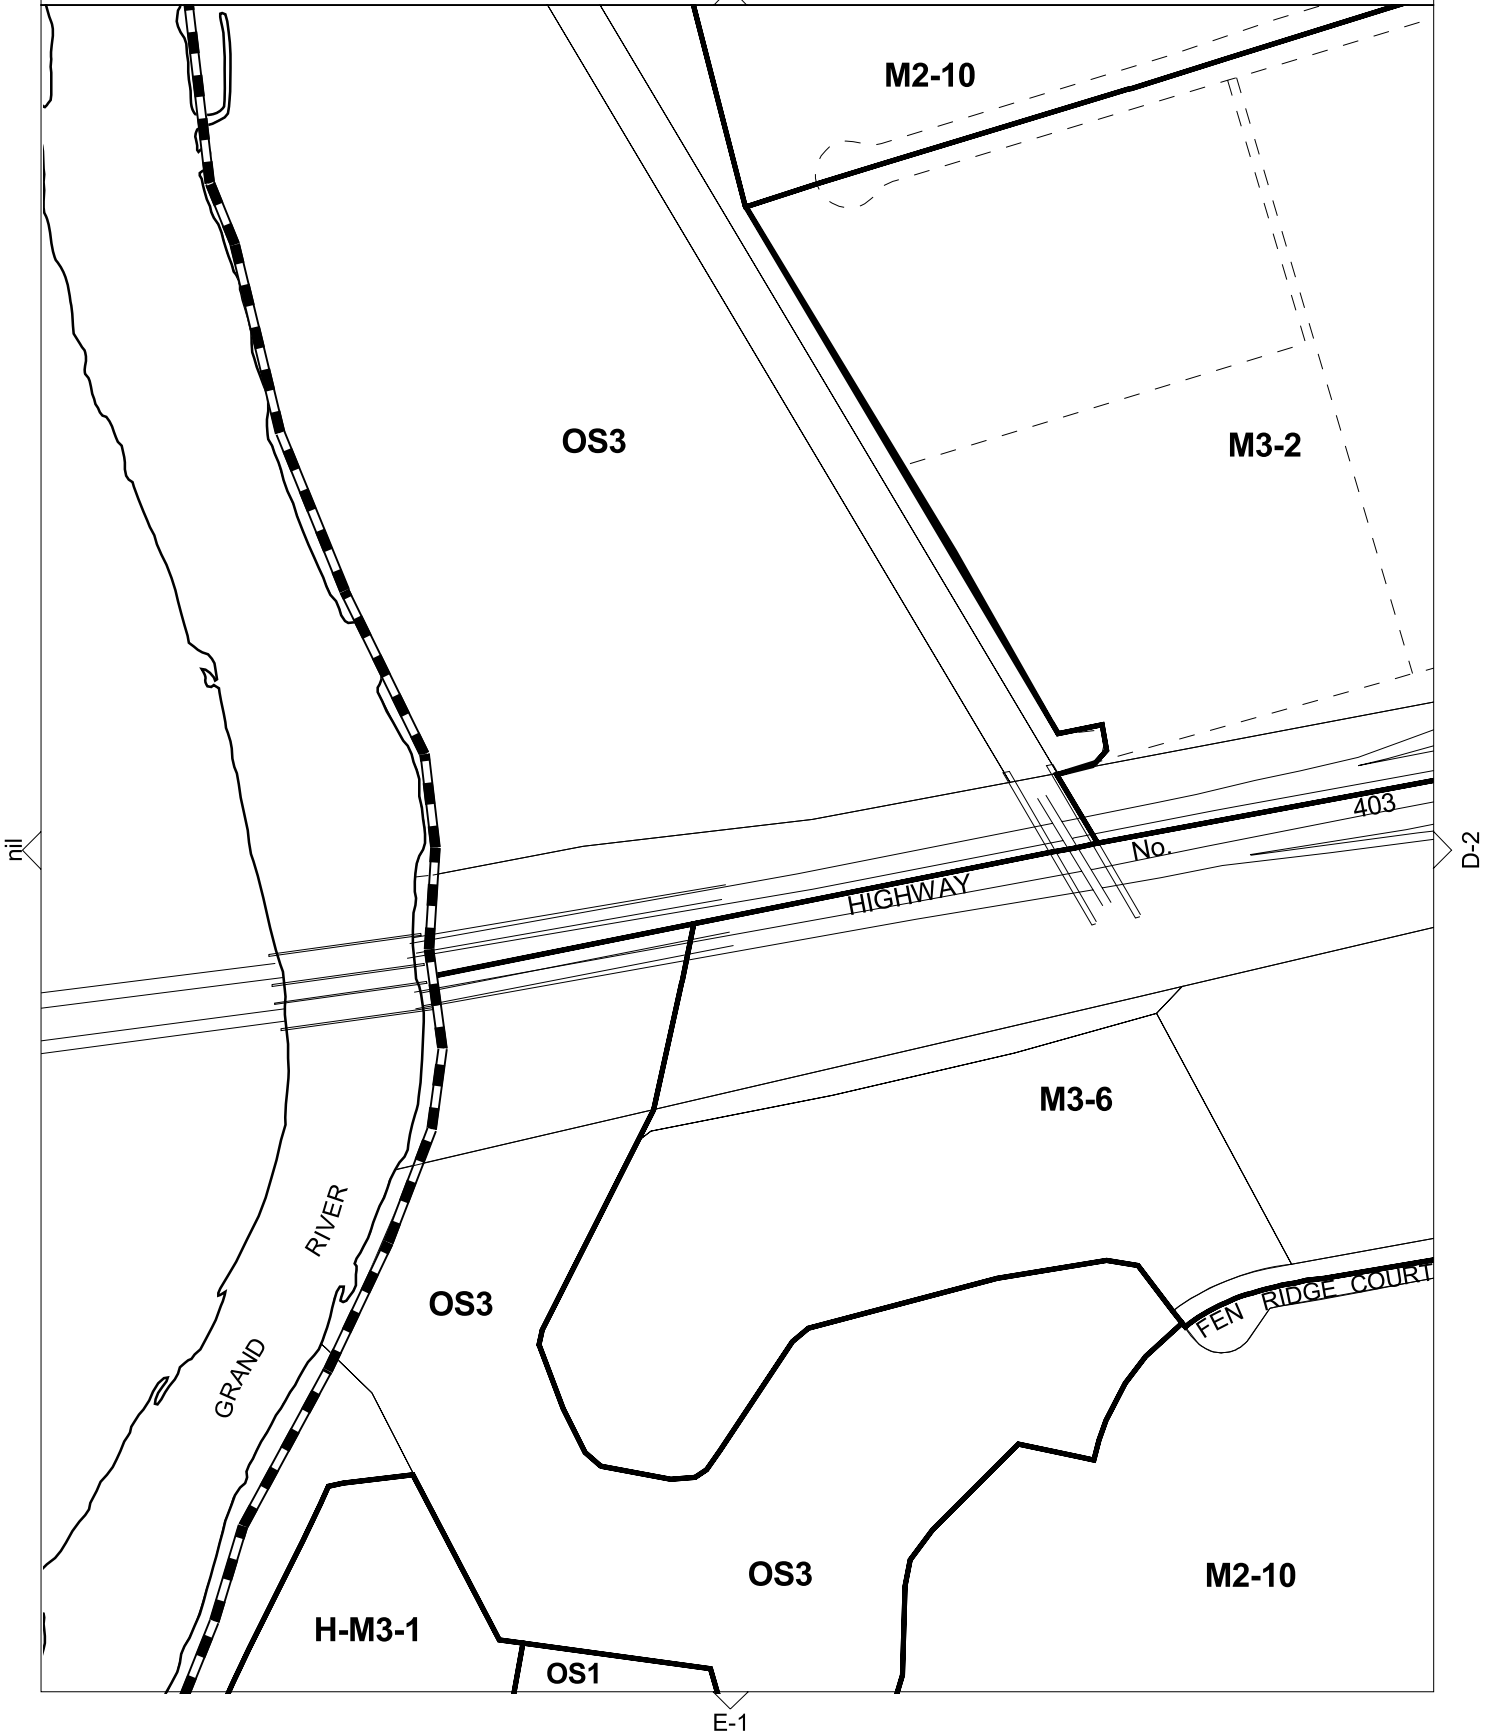 M2-10
OS3
M3-2
403
No.
HIGHWAY
nil
D-2
M3-6
RIVER
GRAND
OS3
FEN RIDGE COURT
OS3
M2-10
H-M3-1
OS1
E-1